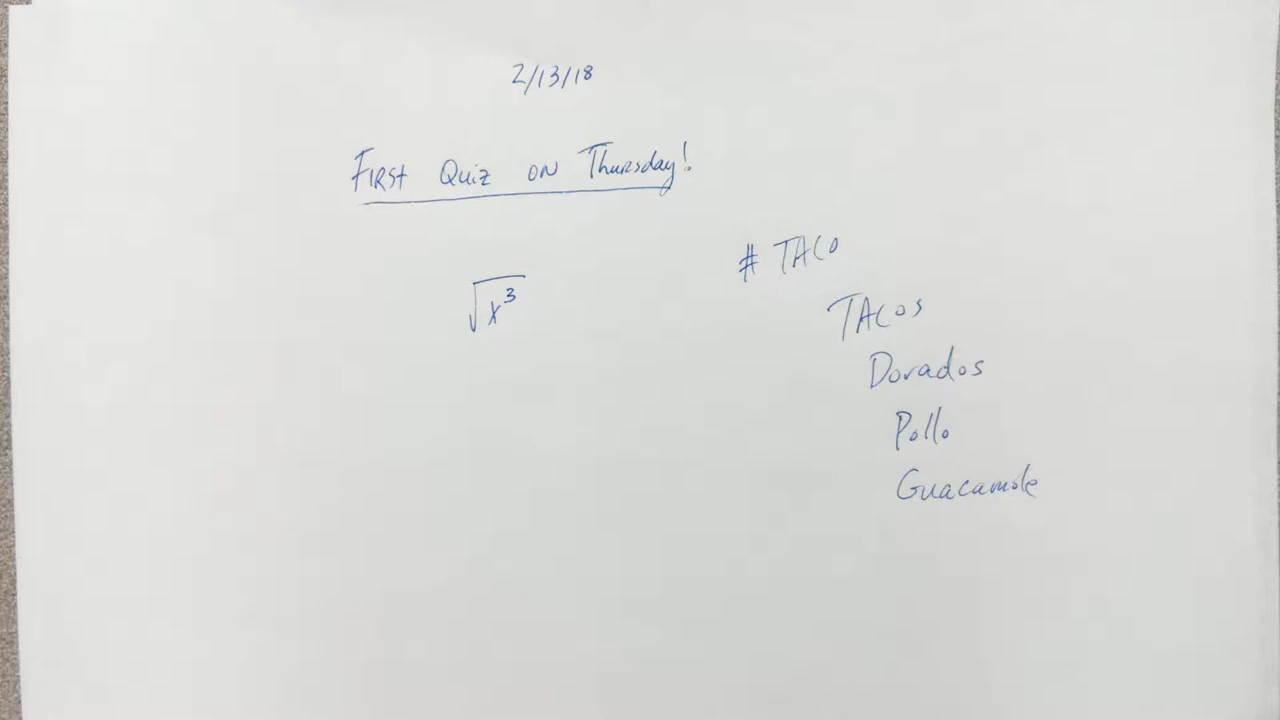 2/13/18
First Quiz on Thursday!
√x³
# TACO
TACOS
Dorados
Pollo
Guacamole